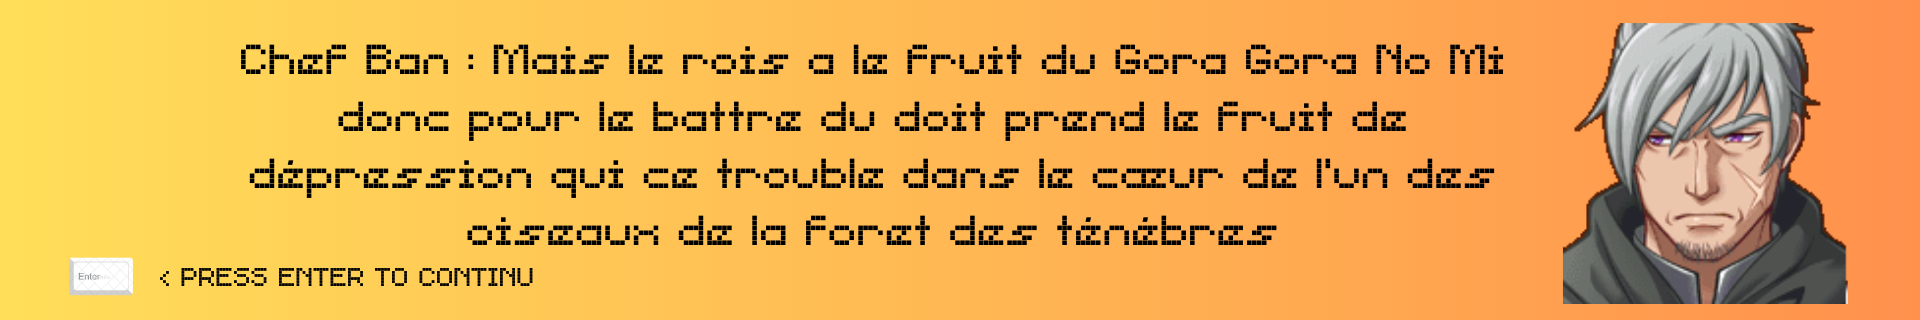 Chef Ban : Mais le rois a le fruit du Gora Gora No Mi
donc pour le battre du doit prend le fruit de
dépression qui ce trouble dans le cœur de l'un des
oiseaux de la foret des ténébres
Enter
< PRESS ENTER TO CONTINU